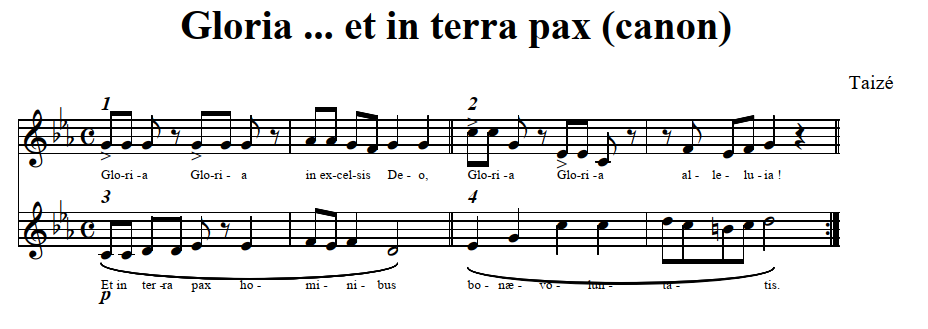 Gloria ... et in terra pax (canon)
Taizé
1 2
Glo-ri-a Glo-ri - a in ex-cel-sis De - o, Glo-ri-a Glo-ri-a al - le - lu - ia !
3 4
Et in ter-ra pax ho - mi - ni - bus bo - næ - vo - lun - ta - tis.
p